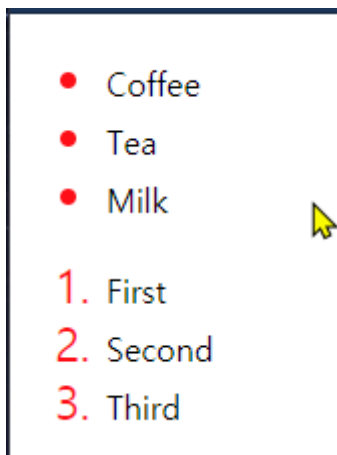 • Coffee
• Tea
• Milk
1. First
2. Second
3. Third